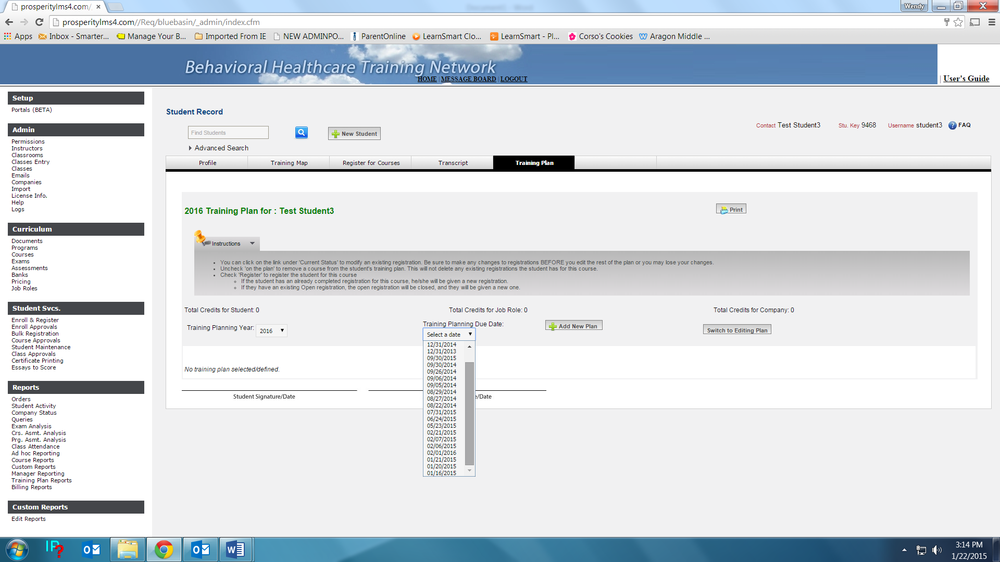 prosperitylms4.com/
Wendy
prosperitylms4.com//Req/bluebasin/_admin/index.cfm
Apps Inbox - Smarter... Manage Your B... Imported From IE NEW ADMINPO... ParentOnline LearnSmart Clo... LearnSmart - Pl... Corso's Cookies Aragon Middle ...
Behavioral Healthcare Training Network
HOME | MESSAGE BOARD | LOGOUT
| User's Guide
Setup
Portals (BETA)
Admin
Permissions
Instructors
Classrooms
Classes Entry
Classes
Emails
Companies
Import
License Info.
Help
Logs
Curriculum
Documents
Programs
Courses
Exams
Assessments
Banks
Pricing
Job Roles
Student Svcs.
Enroll & Register
Enroll Approvals
Bulk Registration
Course Approvals
Student Maintenance
Class Approvals
Certificate Printing
Essays to Score
Reports
Orders
Student Activity
Company Status
Queries
Exam Analysis
Crs. Asmt. Analysis
Prg. Asmt. Analysis
Class Attendance
Ad hoc Reporting
Course Reports
Custom Reports
Manager Reporting
Training Plan Reports
Billing Reports
Custom Reports
Edit Reports
Student Record
Contact Test Student3 Stu. Key 9468 Username student3 ? FAQ
Find Students New Student
Advanced Search
Profile Training Map Register for Courses Transcript Training Plan
2016 Training Plan for : Test Student3
Print
Instructions
You can click on the link under 'Current Status' to modify an existing registration. Be sure to make any changes to registrations BEFORE you edit the rest of the plan or you may lose your changes.
Uncheck 'on the plan' to remove a course from the student's training plan. This will not delete any existing registrations the student has for this course.
Check 'Register' to register the student for this course
If the student has an already completed registration for this course, he/she will be given a new registration.
If they have an existing Open registration, the open registration will be closed, and they will be given a new one.
Total Credits for Student: 0 Total Credits for Job Role: 0 Total Credits for Company: 0
Training Planning Year: 2016
Training Planning Due Date:
Add New Plan
Switch to Editing Plan
Select a date
12/31/2014
12/31/2013
09/30/2015
09/30/2014
09/26/2014
09/06/2014
09/05/2014
08/29/2014
08/27/2014
08/22/2014
07/31/2015
06/24/2015
05/23/2015
02/21/2015
02/07/2015
02/06/2015
02/01/2016
01/21/2015
01/20/2015
01/16/2015
No training plan selected/defined.
Student Signature/Date
e/Date
IP?
3:14 PM
1/22/2015